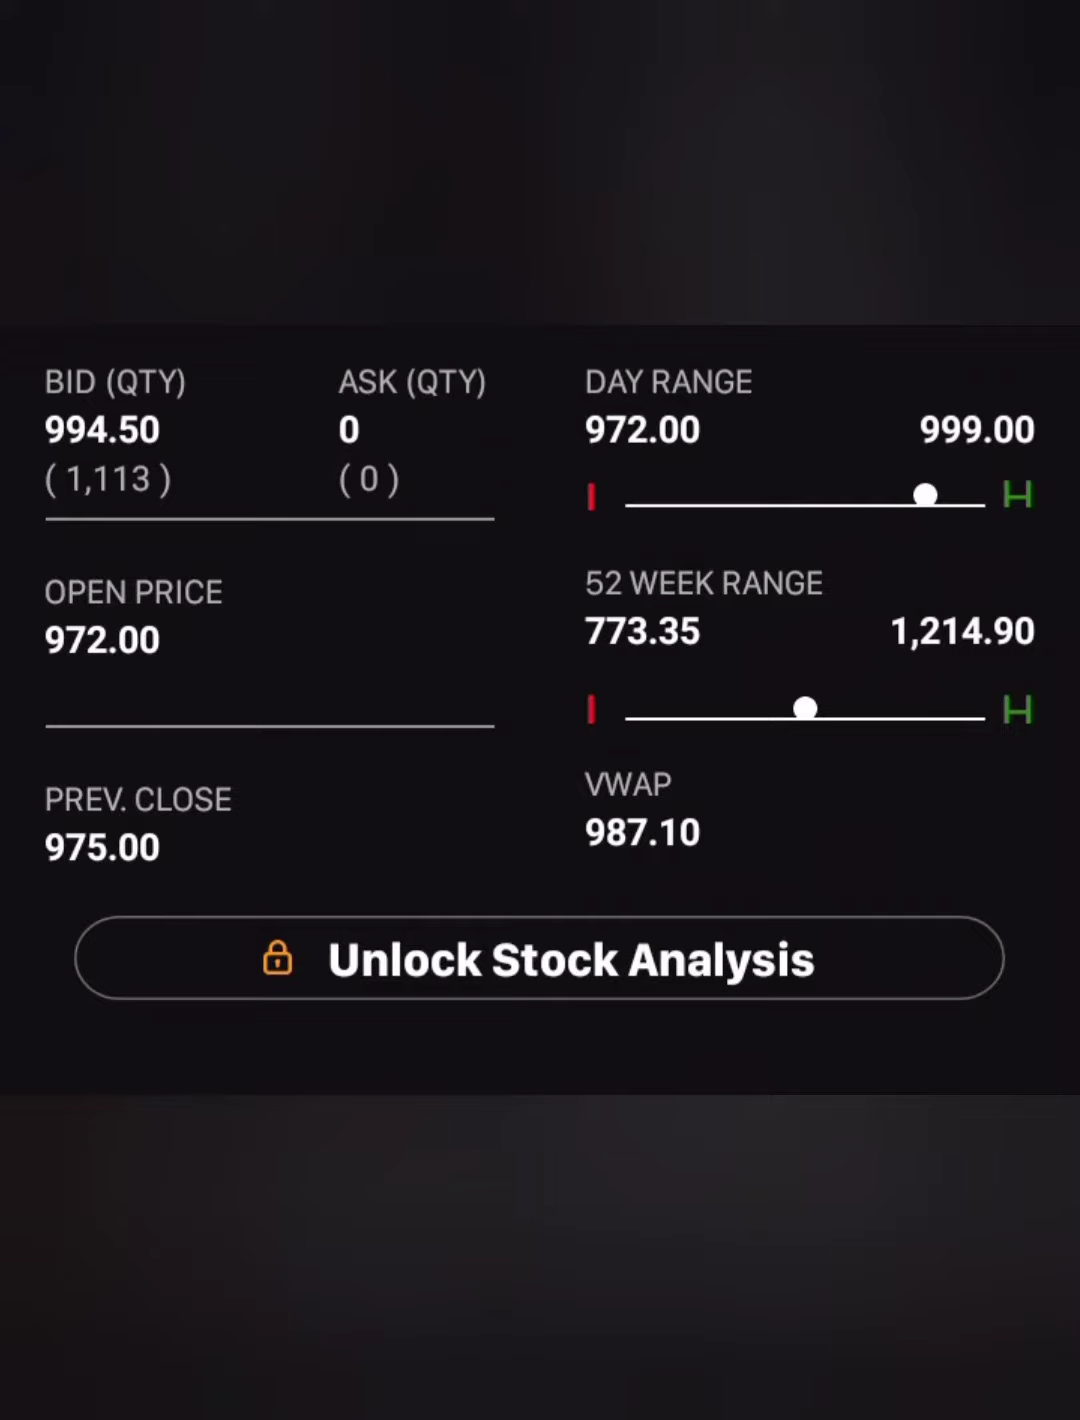 BID (QTY)
994.50
( 1,113 )
ASK (QTY)
0
( 0 )
DAY RANGE
972.00 999.00
H
OPEN PRICE
972.00
52 WEEK RANGE
773.35 1,214.90
H
PREV. CLOSE
975.00
VWAP
987.10
Unlock Stock Analysis